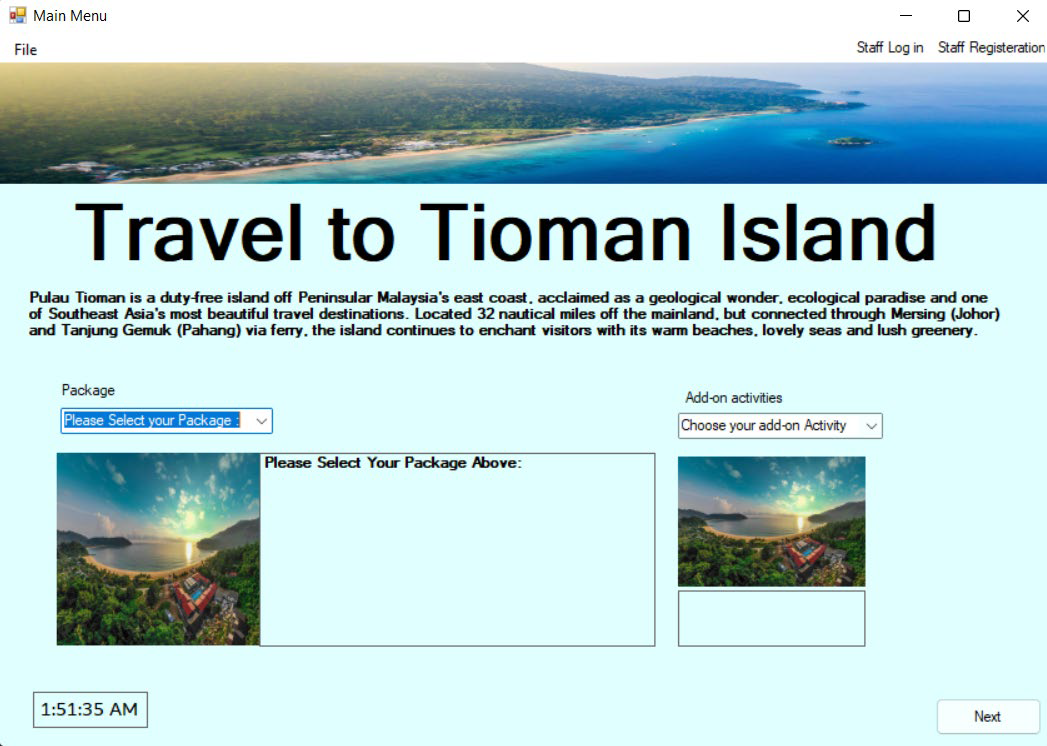 Main Menu
File
Staff Log in
Staff Registeration
Travel to Tioman Island
Pulau Tioman is a duty-free island off Peninsular Malaysia's east coast, acclaimed as a geological wonder, ecological paradise and one
of Southeast Asia's most beautiful travel destinations. Located 32 nautical miles off the mainland, but connected through Mersing (Johor)
and Tanjung Gemuk (Pahang) via ferry, the island continues to enchant visitors with its warm beaches, lovely seas and lush greenery.
Package
Please Select your Package :
Add-on activities
Choose your add-on Activity
Please Select Your Package Above:
1:51:35 AM
Next